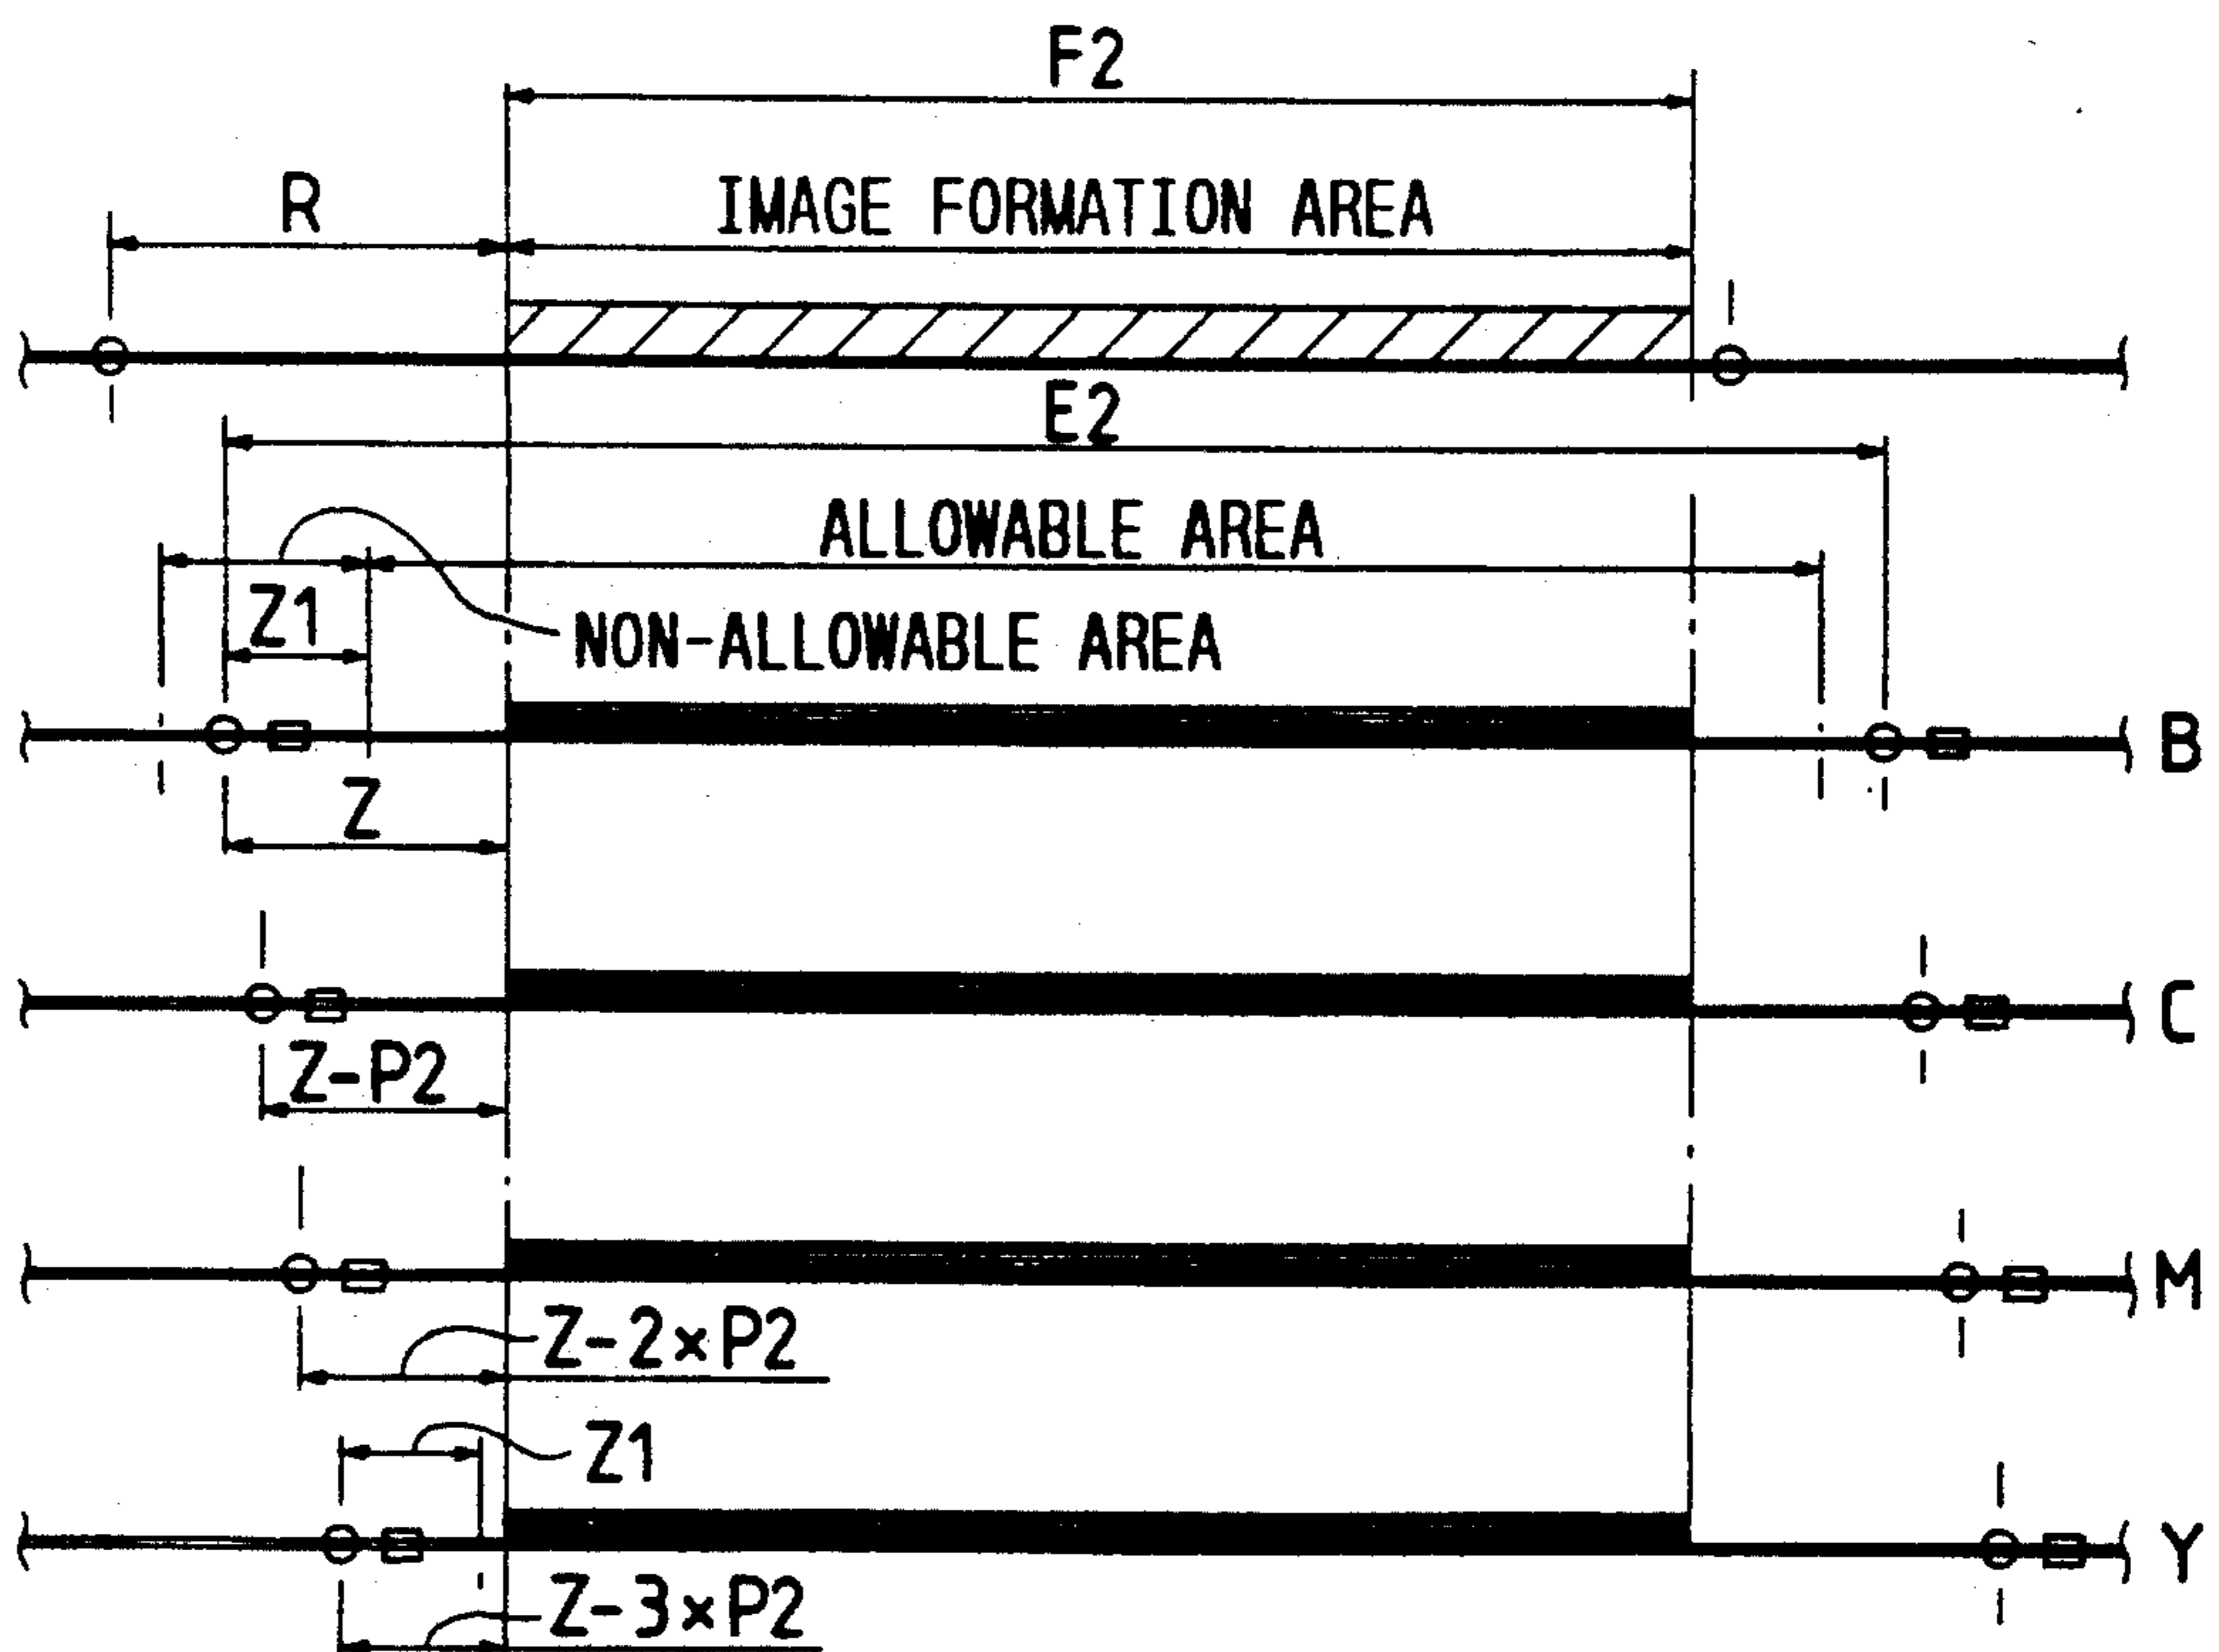 F2
R
IMAGE FORMATION AREA
E2
ALLOWABLE AREA
Z1
NON-ALLOWABLE AREA
B
Z
C
Z-P2
M
Z-2×P2
Z1
Y
Z-3×P2